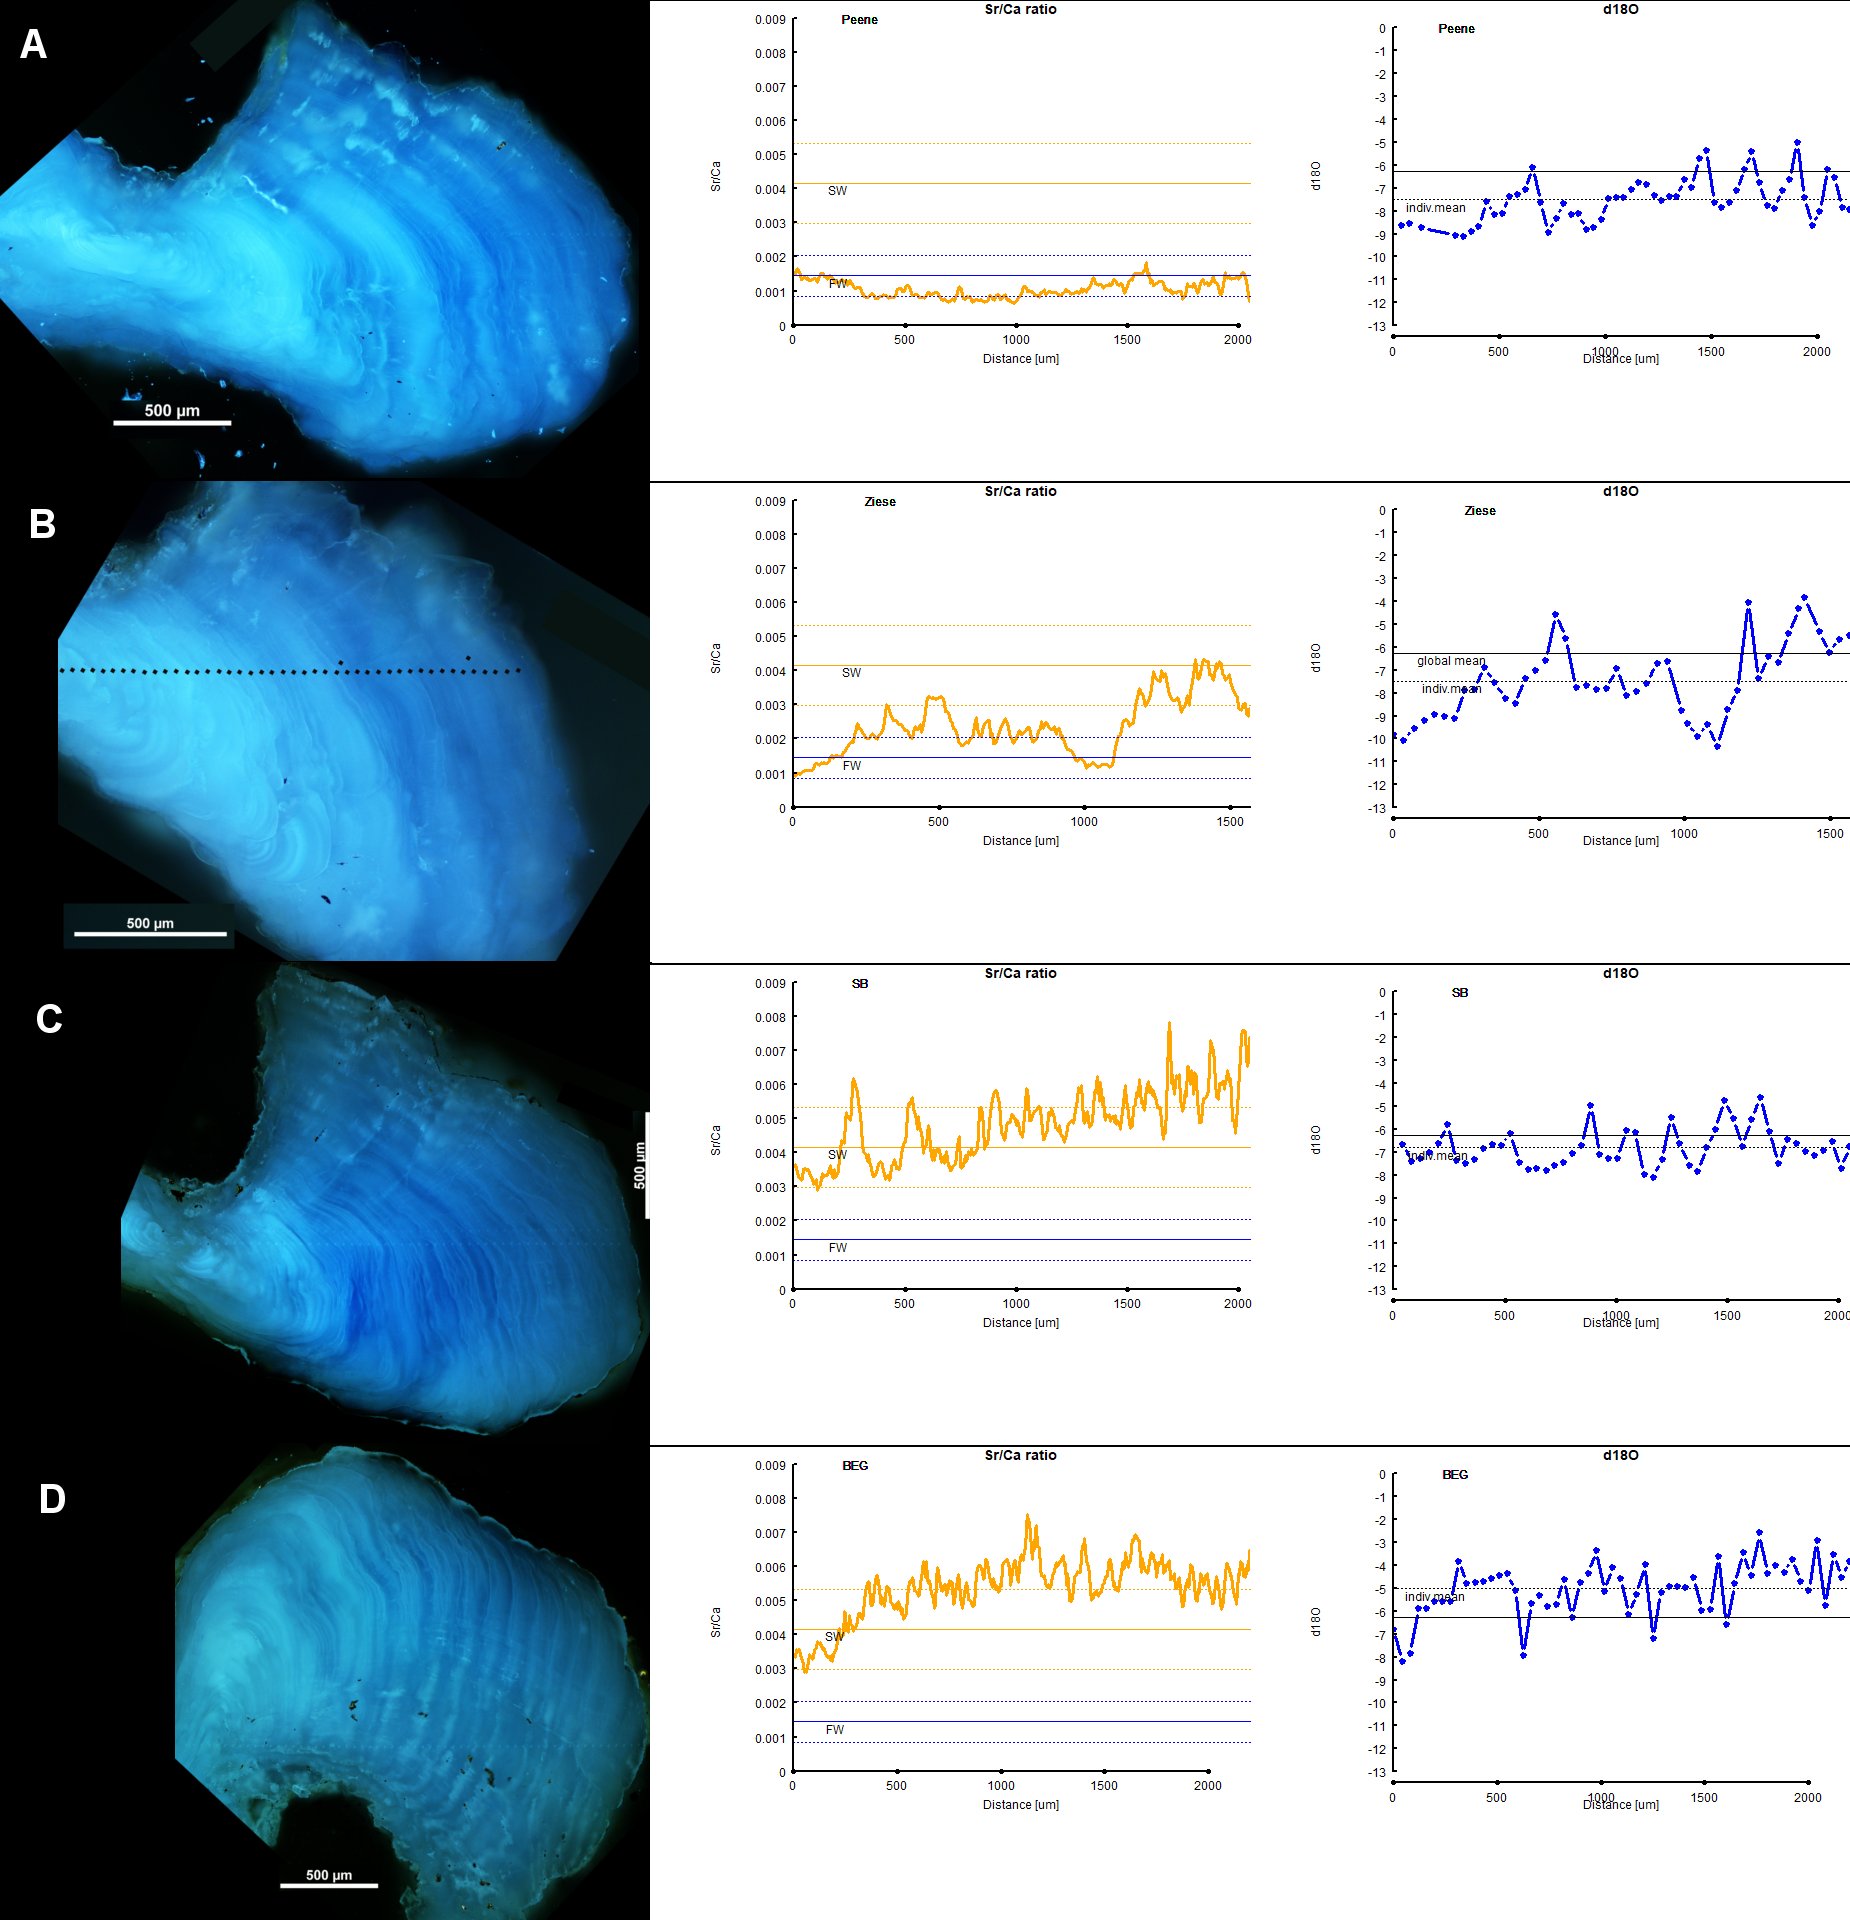 A
500 µm
Sr/Ca ratio
Peene
0.009
0.008
0.007
0.006
0.005
0.004
0.003
0.002
0.001
0
Sr/Ca
SW
FW
0 500 1000 1500 2000
Distance [um]
d18O
Peene
0
-1
-2
-3
-4
-5
-6
-7
-8
-9
-10
-11
-12
-13
d18O
indiv.mean
0 500 1000 1500 2000
Distance [um]
B
500 µm
Sr/Ca ratio
Ziese
0.009
0.008
0.007
0.006
0.005
0.004
0.003
0.002
0.001
0
Sr/Ca
SW
FW
0 500 1000 1500
Distance [um]
d18O
Ziese
0
-1
-2
-3
-4
-5
-6
-7
-8
-9
-10
-11
-12
-13
d18O
global mean
indiv.mean
0 500 1000 1500
Distance [um]
C
500 µm
Sr/Ca ratio
SB
0.009
0.008
0.007
0.006
0.005
0.004
0.003
0.002
0.001
0
Sr/Ca
SW
FW
0 500 1000 1500 2000
Distance [um]
d18O
SB
0
-1
-2
-3
-4
-5
-6
-7
-8
-9
-10
-11
-12
-13
d18O
indiv.mean
0 500 1000 1500 2000
Distance [um]
D
500 µm
Sr/Ca ratio
BEG
0.009
0.008
0.007
0.006
0.005
0.004
0.003
0.002
0.001
0
Sr/Ca
SW
FW
0 500 1000 1500 2000
Distance [um]
d18O
BEG
0
-1
-2
-3
-4
-5
-6
-7
-8
-9
-10
-11
-12
-13
d18O
indiv.mean
0 500 1000 1500 2000
Distance [um]